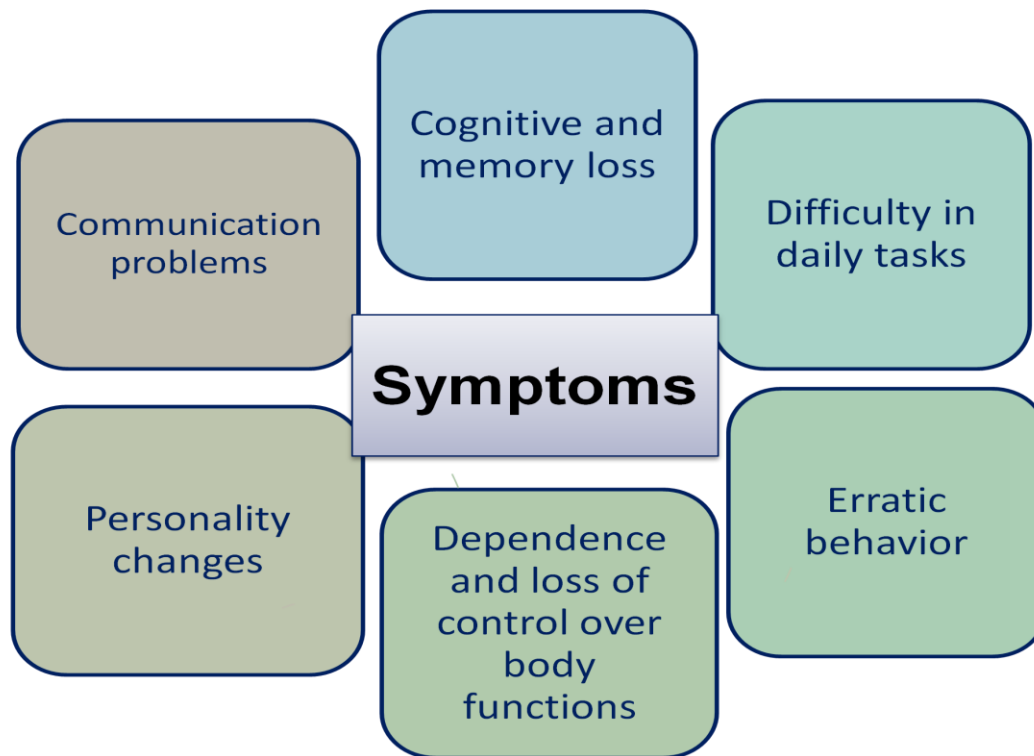 Cognitive and
memory loss
Difficulty in
daily tasks
Erratic
behavior
Dependence
and loss of
control over
body
functions
Personality
changes
Communication
problems
Symptoms